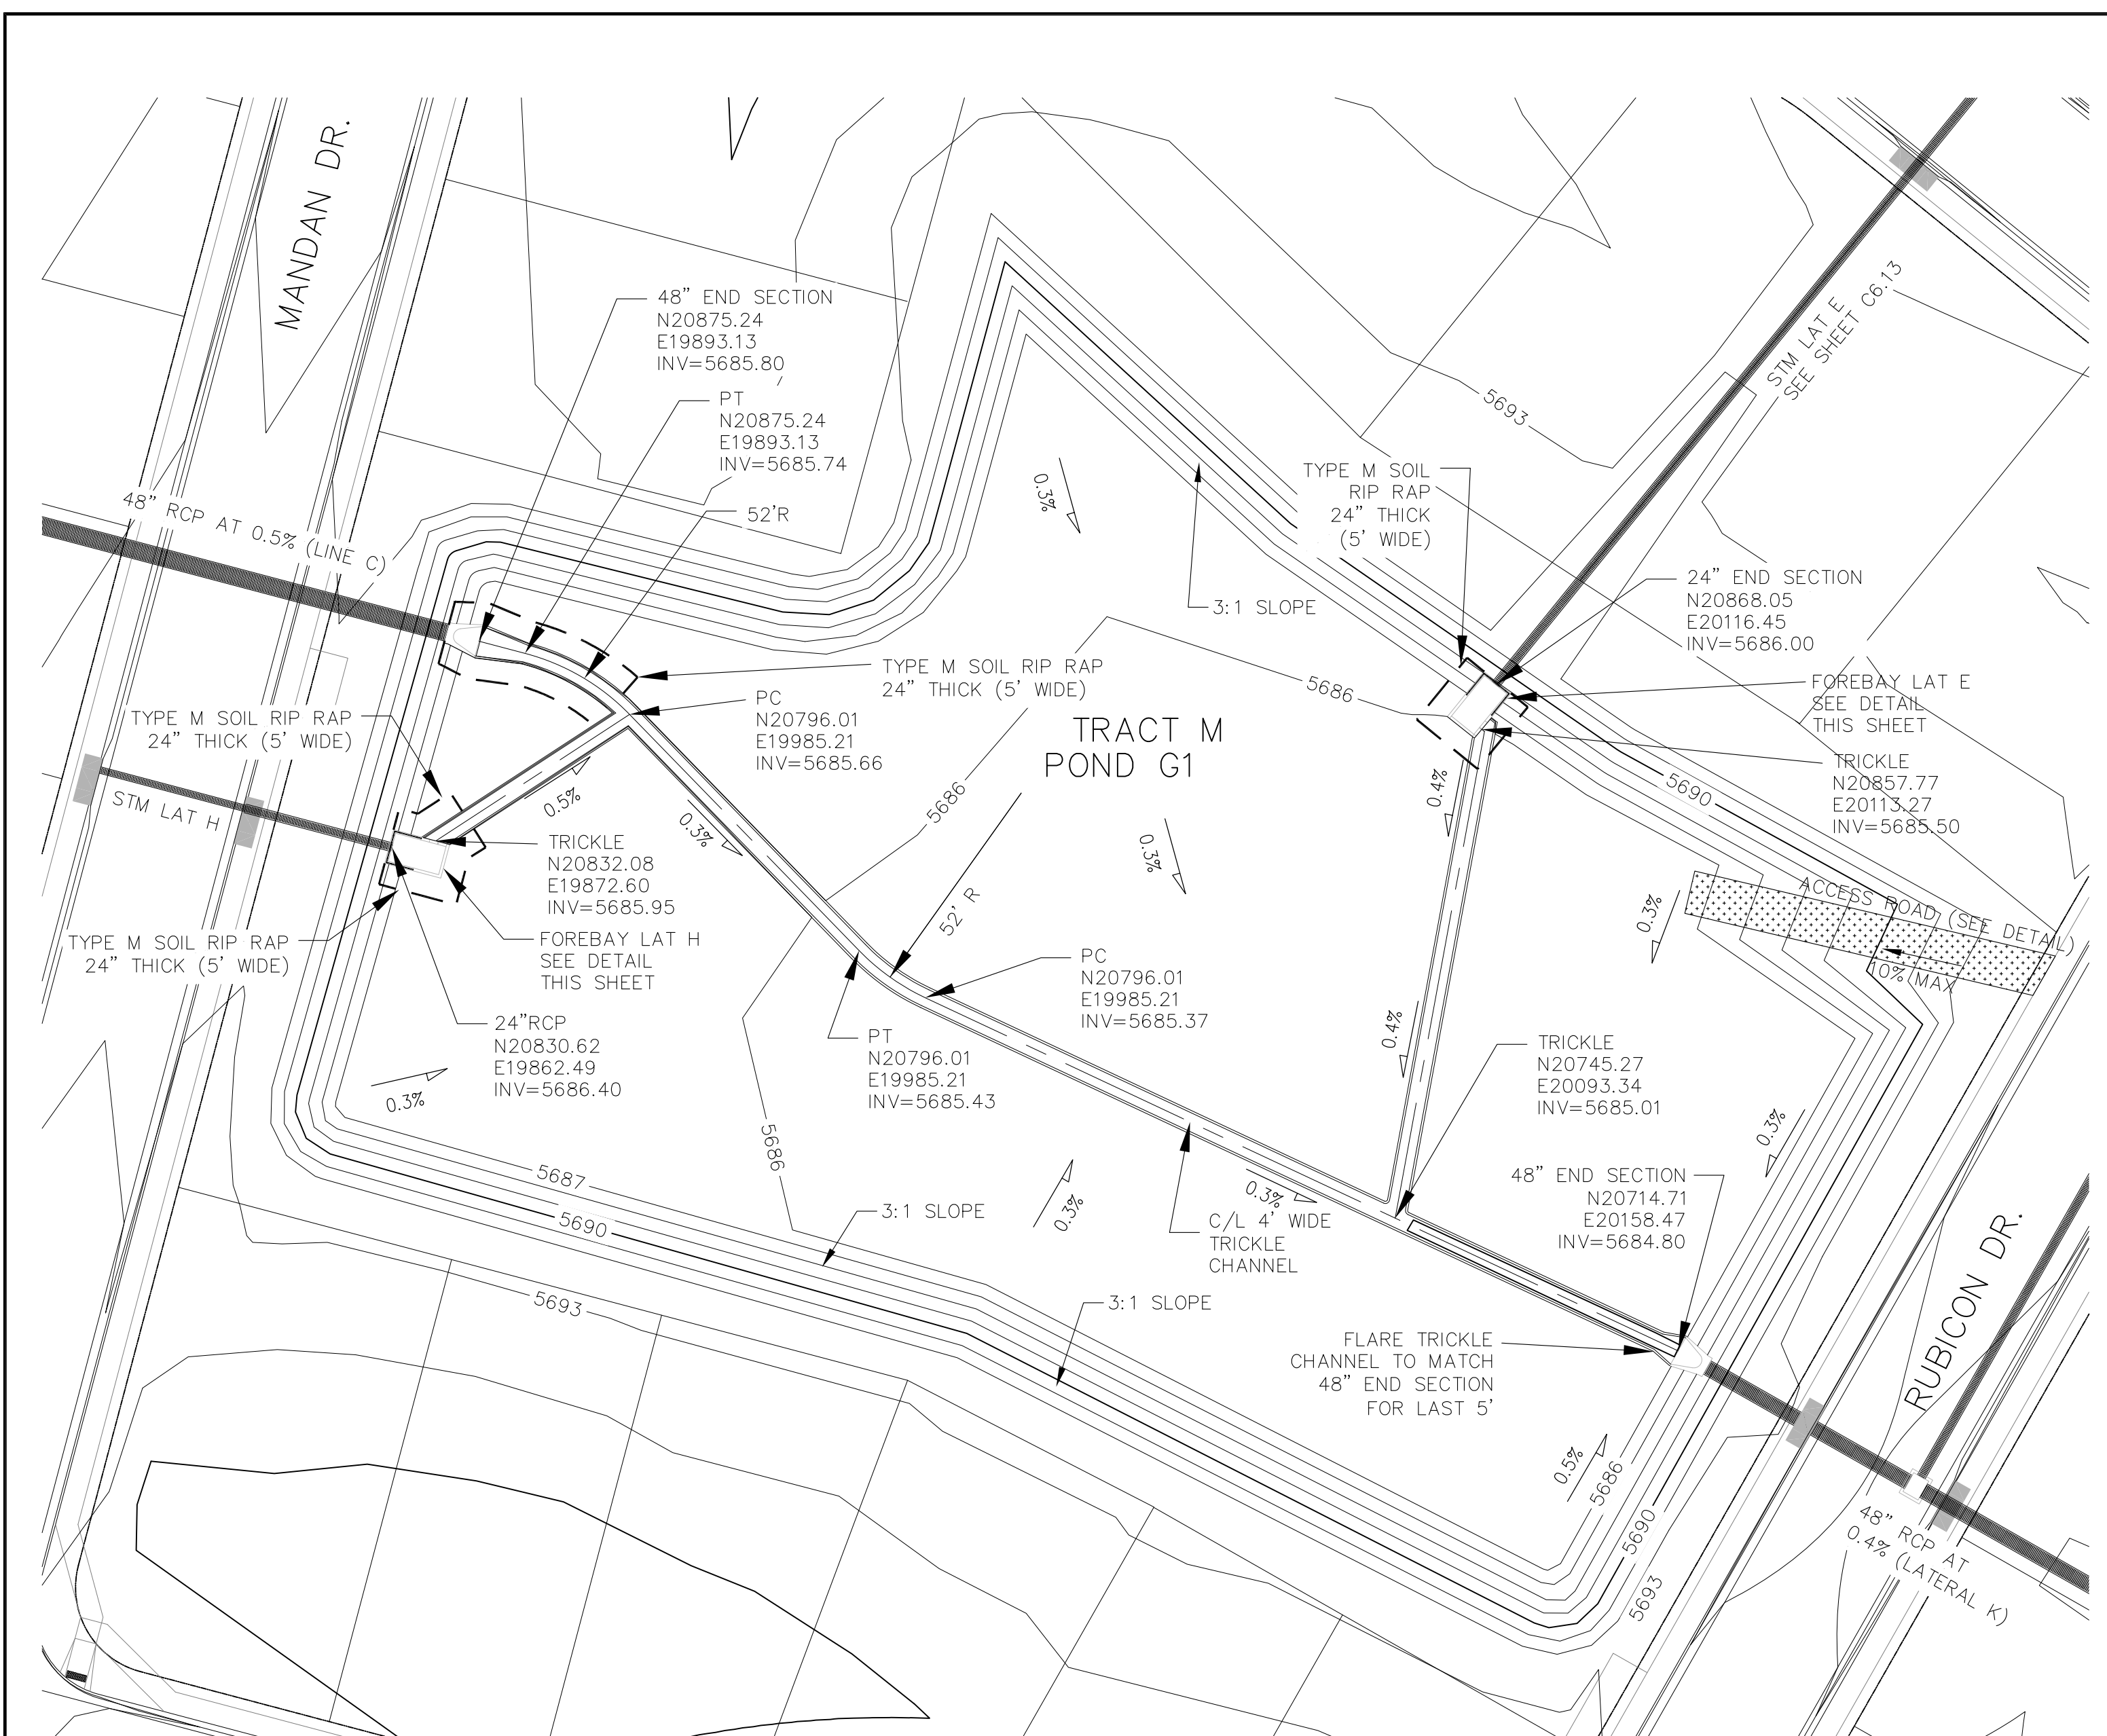 MANDAN DR.
48" END SECTION
N20875.24
E19893.13
INV=5685.80
PT
N20875.24
E19893.13
INV=5685.74
52'R
48" RCP AT 0.5% (LINE C)
0.3%
3:1 SLOPE
5693
STM LAT E
SEE SHEET C6.13
TYPE M SOIL
RIP RAP
24" THICK
(5' WIDE)
24" END SECTION
N20868.05
E20116.45
INV=5686.00
FOREBAY LAT E
SEE DETAIL
THIS SHEET
TRICKLE
N20857.77
E20113.27
INV=5685.50
TYPE M SOIL RIP RAP
24" THICK (5' WIDE)
5686
TYPE M SOIL RIP RAP
24" THICK (5' WIDE)
PC
N20796.01
E19985.21
INV=5685.66
TRACT M
POND G1
5690
STM LAT H
0.5%
0.3%
5686
0.4%
TRICKLE
N20832.08
E19872.60
INV=5685.95
0.3%
52' R
0.3%
ACCESS ROAD (SEE DETAIL)
10% MAX
TYPE M SOIL RIP RAP
24" THICK (5' WIDE)
FOREBAY LAT H
SEE DETAIL
THIS SHEET
PC
N20796.01
E19985.21
INV=5685.37
24"RCP
N20830.62
E19862.49
INV=5686.40
PT
N20796.01
E19985.21
INV=5685.43
0.4%
TRICKLE
N20745.27
E20093.34
INV=5685.01
0.3%
5686
0.3%
5687
5690
3:1 SLOPE
0.3%
0.3%
C/L 4' WIDE
TRICKLE
CHANNEL
48" END SECTION
N20714.71
E20158.47
INV=5684.80
RUBICON DR.
5693
3:1 SLOPE
FLARE TRICKLE
CHANNEL TO MATCH
48" END SECTION
FOR LAST 5'
0.5%
5686
5690
5693
48" RCP AT
0.4% (LATERAL K)